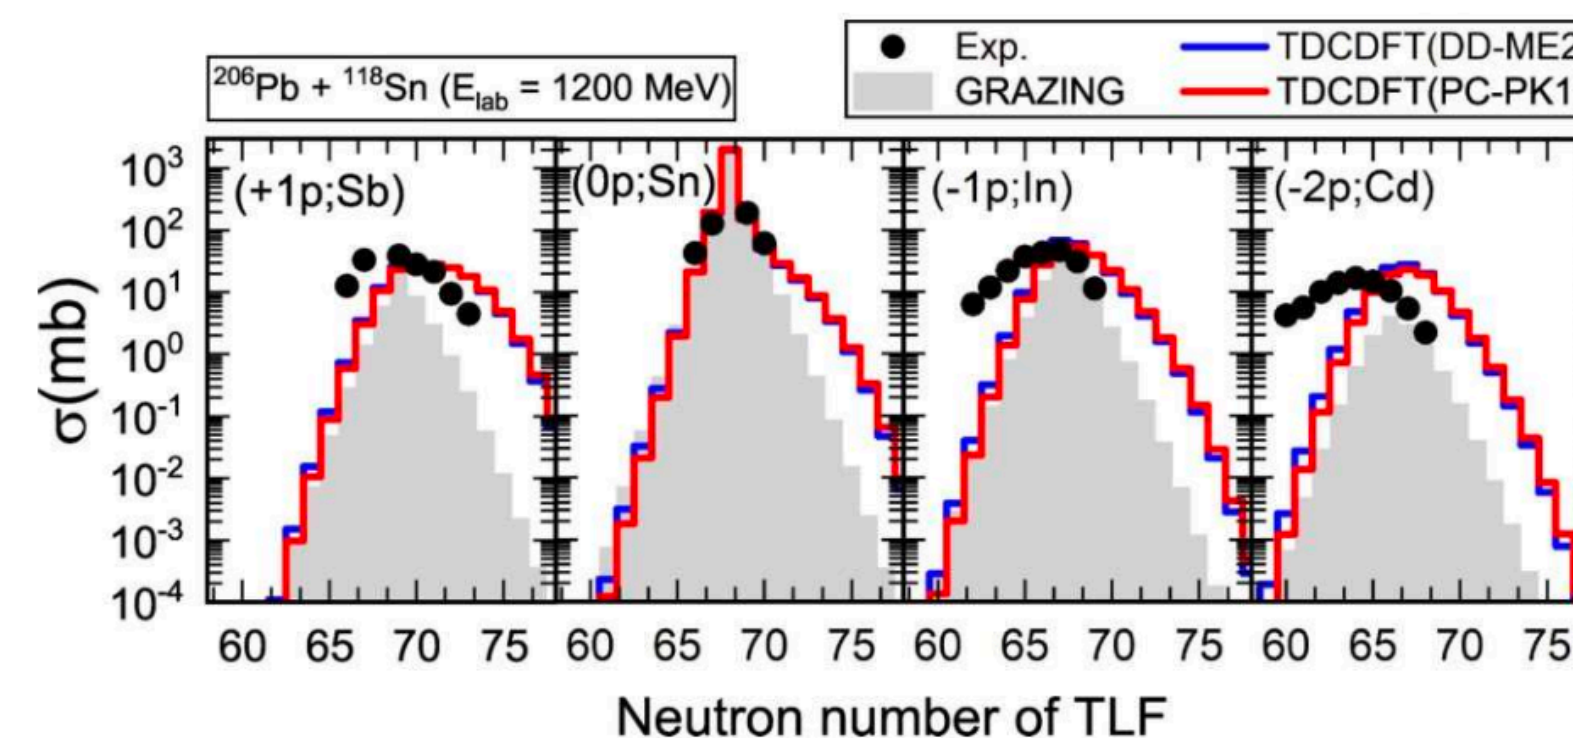 Exp.
TDCDFT(DD-ME2
GRAZING
TDCDFT(PC-PK1
²⁰⁶Pb + ¹¹⁸Sn (E_lab = 1200 MeV)
(+1p;Sb)
(0p;Sn)
(-1p;In)
(-2p;Cd)
10³
10²
10¹
10⁰
10⁻¹
10⁻²
10⁻³
10⁻⁴
σ(mb)
60 65 70 75 60 65 70 75 60 65 70 75 60 65 70 75
Neutron number of TLF